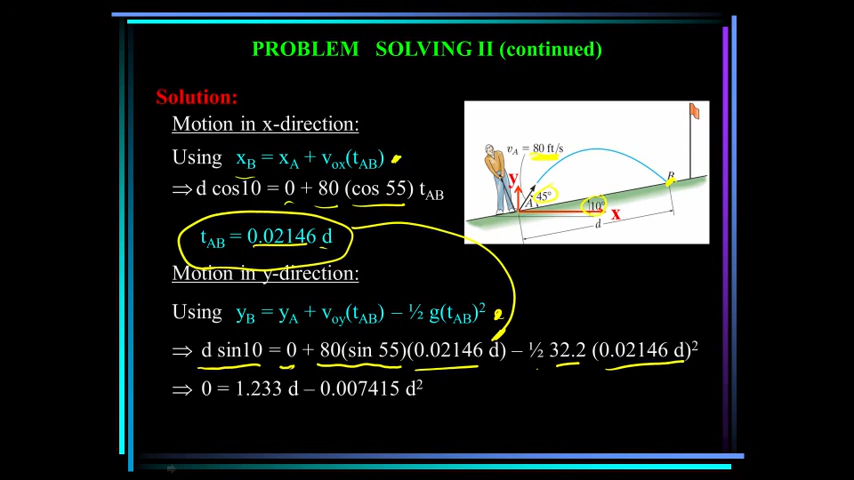 PROBLEM SOLVING II (continued)
Solution:
Motion in x-direction:
Using x_B = x_A + v_ox(t_AB)
⇒ d cos10 = 0 + 80 (cos 55) t_AB
t_AB = 0.02146 d
v_A = 80 ft/s
y
45°
A
10°
x
B
d
Motion in y-direction:
Using y_B = y_A + v_oy(t_AB) – ½ g(t_AB)²
⇒ d sin10 = 0 + 80(sin 55)(0.02146 d) – ½ 32.2 (0.02146 d)²
⇒ 0 = 1.233 d – 0.007415 d²